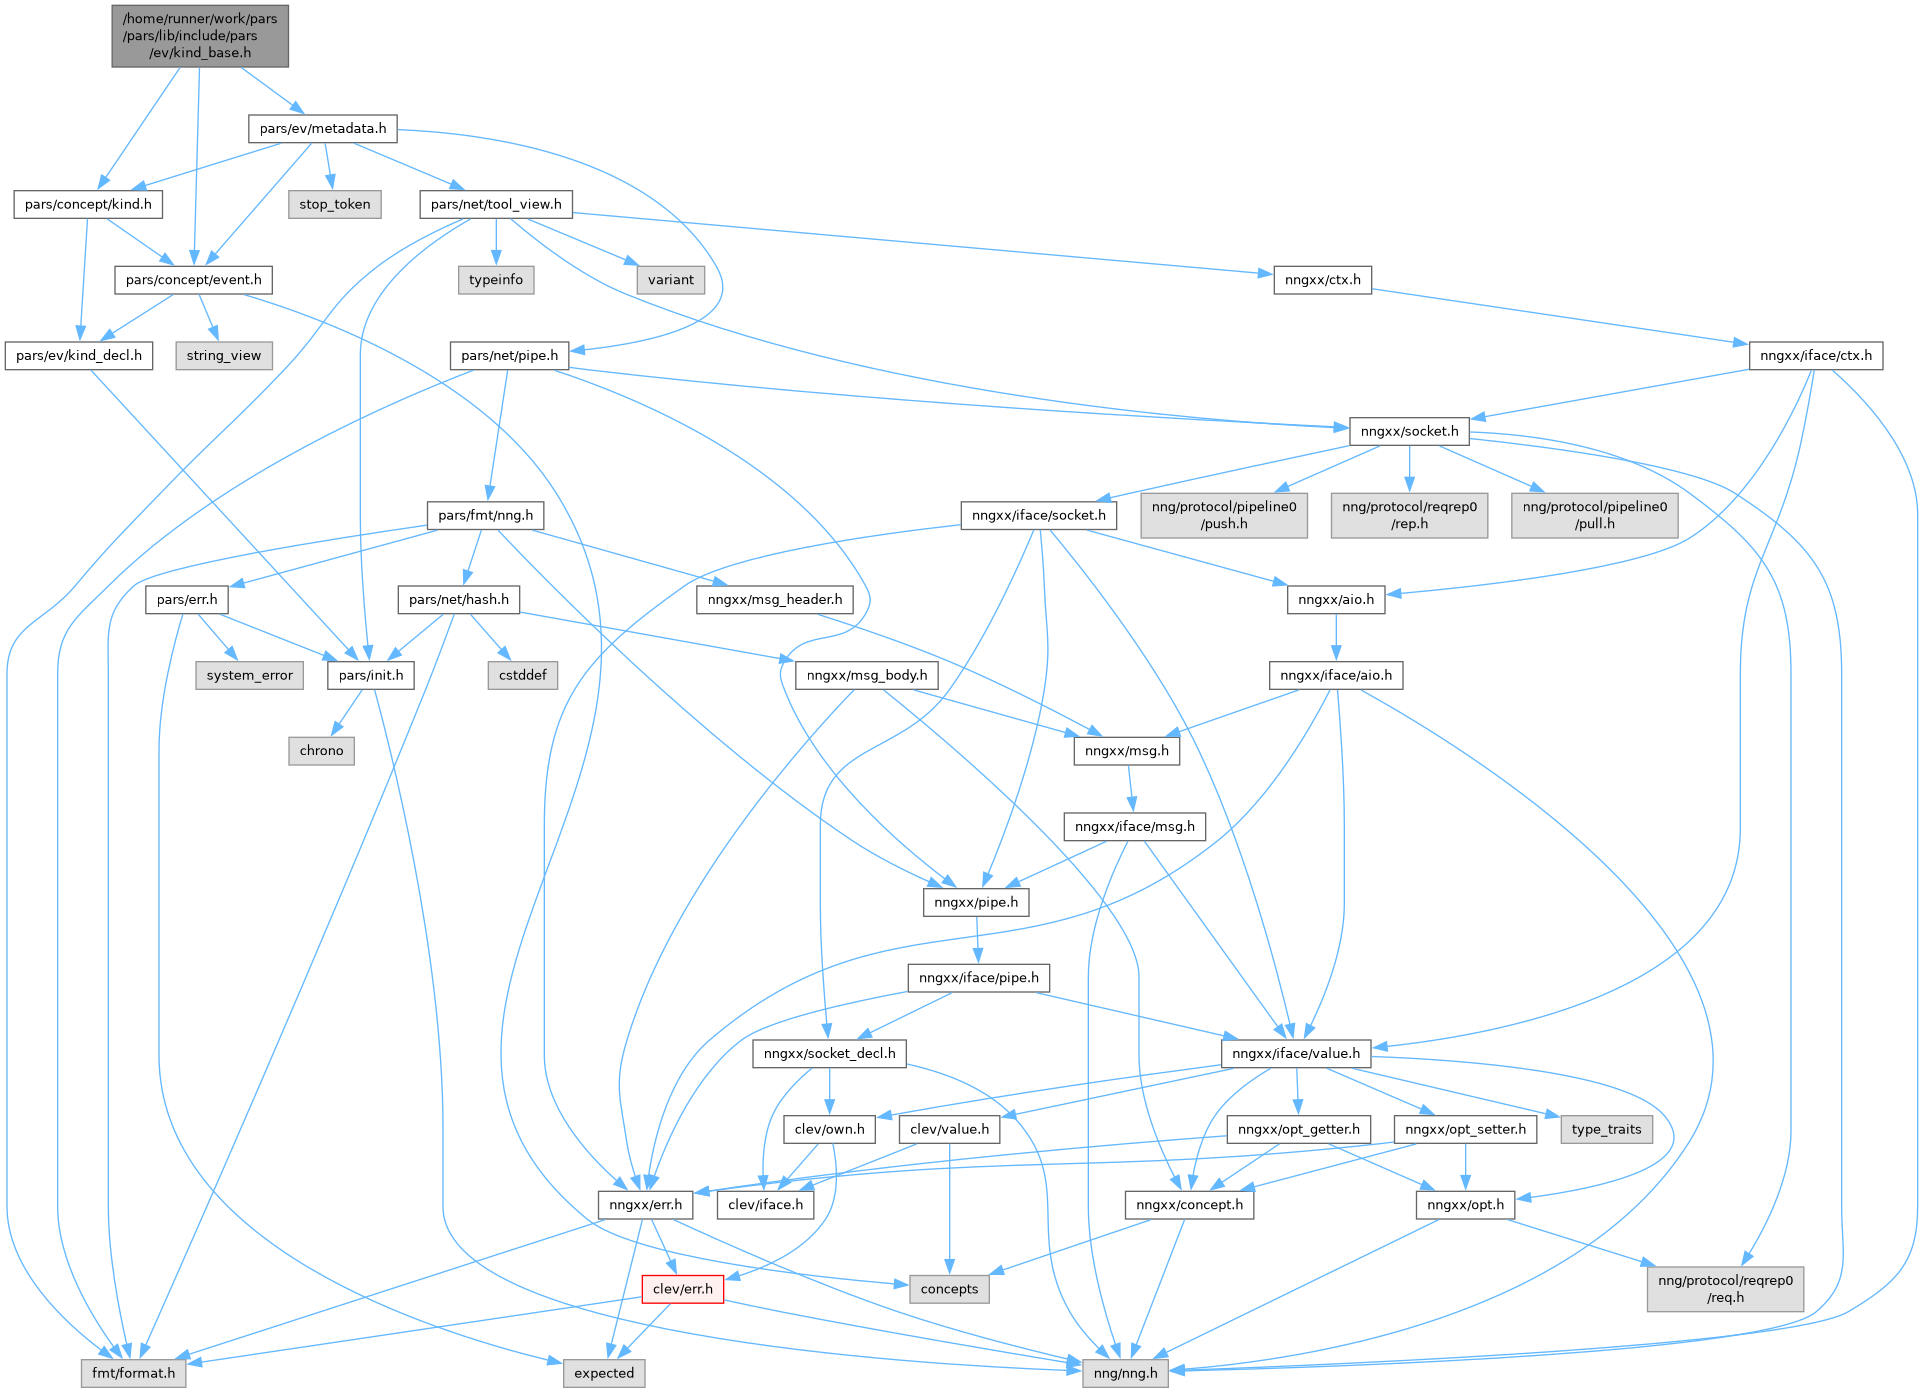 /home/runner/work/pars
/pars/lib/include/pars
/ev/kind_base.h
pars/ev/metadata.h
pars/concept/kind.h
stop_token
pars/net/tool_view.h
pars/concept/event.h
typeinfo
variant
nngxx/ctx.h
pars/ev/kind_decl.h
string_view
pars/net/pipe.h
nngxx/iface/ctx.h
nngxx/socket.h
pars/fmt/nng.h
nngxx/iface/socket.h
nng/protocol/pipeline0
/push.h
nng/protocol/reqrep0
/rep.h
nng/protocol/pipeline0
/pull.h
pars/err.h
pars/net/hash.h
nngxx/msg_header.h
nngxx/aio.h
system_error
pars/init.h
cstddef
nngxx/msg_body.h
nngxx/iface/aio.h
chrono
nngxx/msg.h
nngxx/iface/msg.h
nngxx/pipe.h
nngxx/iface/pipe.h
nngxx/socket_decl.h
nngxx/iface/value.h
clev/own.h
clev/value.h
nngxx/opt_getter.h
nngxx/opt_setter.h
type_traits
nngxx/err.h
clev/iface.h
nngxx/concept.h
nngxx/opt.h
clev/err.h
concepts
nng/protocol/reqrep0
/req.h
fmt/format.h
expected
nng/nng.h